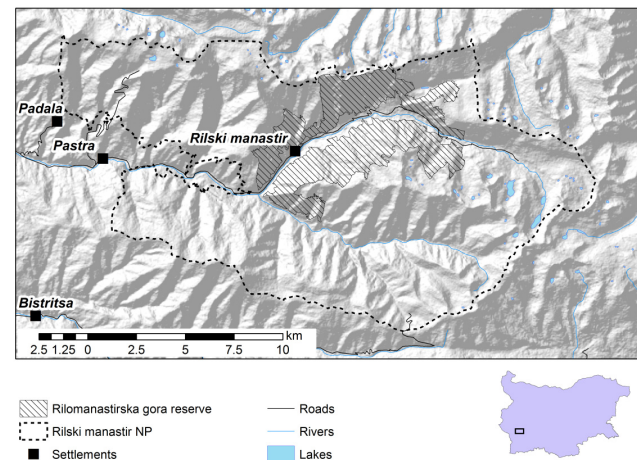 Padala
Pastra
Rilski manastir
Bistritsa
km
2.5 1.25 0 2.5 5 7.5 10
Rilomanastirska gora reserve
Rilski manastir NP
Settlements
Roads
Rivers
Lakes